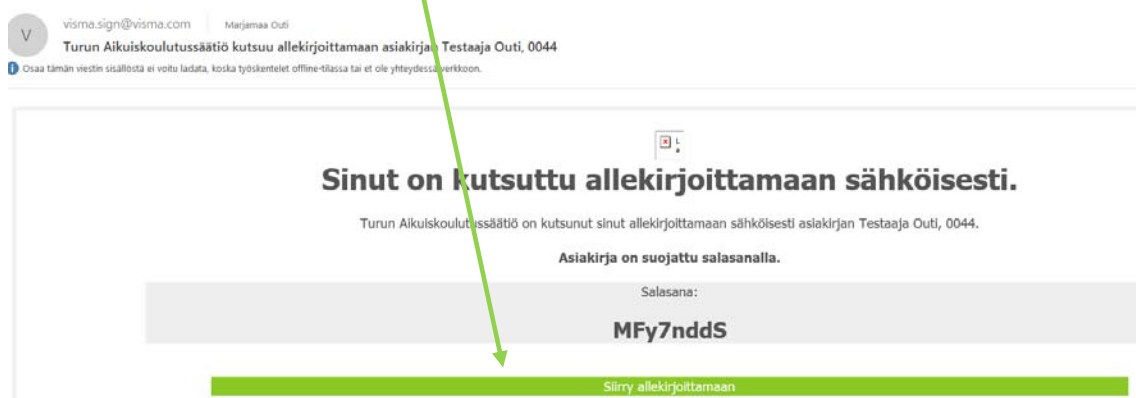 V
visma.sign@visma.com Marjamaa Outi
Turun Aikuiskoulutussäätiö kutsuu allekirjoittamaan asiakirjan Testaaja Outi, 0044
Osaa tämän viestin sisällöstä ei voitu ladata, koska työskentelet offline-tilassa tai et ole yhteydessä verkkoon.
L
a
Sinut on kutsuttu allekirjoittamaan sähköisesti.
Turun Aikuiskoulutussäätiö on kutsunut sinut allekirjoittamaan sähköisesti asiakirjan Testaaja Outi, 0044.
Asiakirja on suojattu salasanalla.
Salasana:
MFy7nddS
Siirry allekirjoittamaan